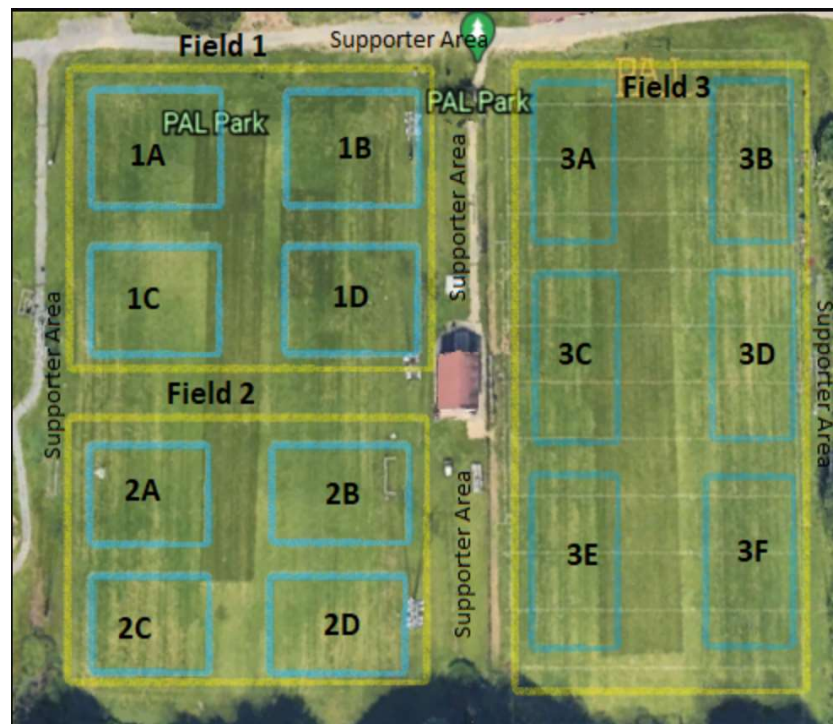 Supporter Area
Field 1
PAL Park
1A
1B
1C
1D
Supporter Area
Field 2
2A
2B
2C
2D
PAL Park
Supporter Area
Supporter Area
Field 3
3A
3B
3C
3D
3E
3F
Supporter Area